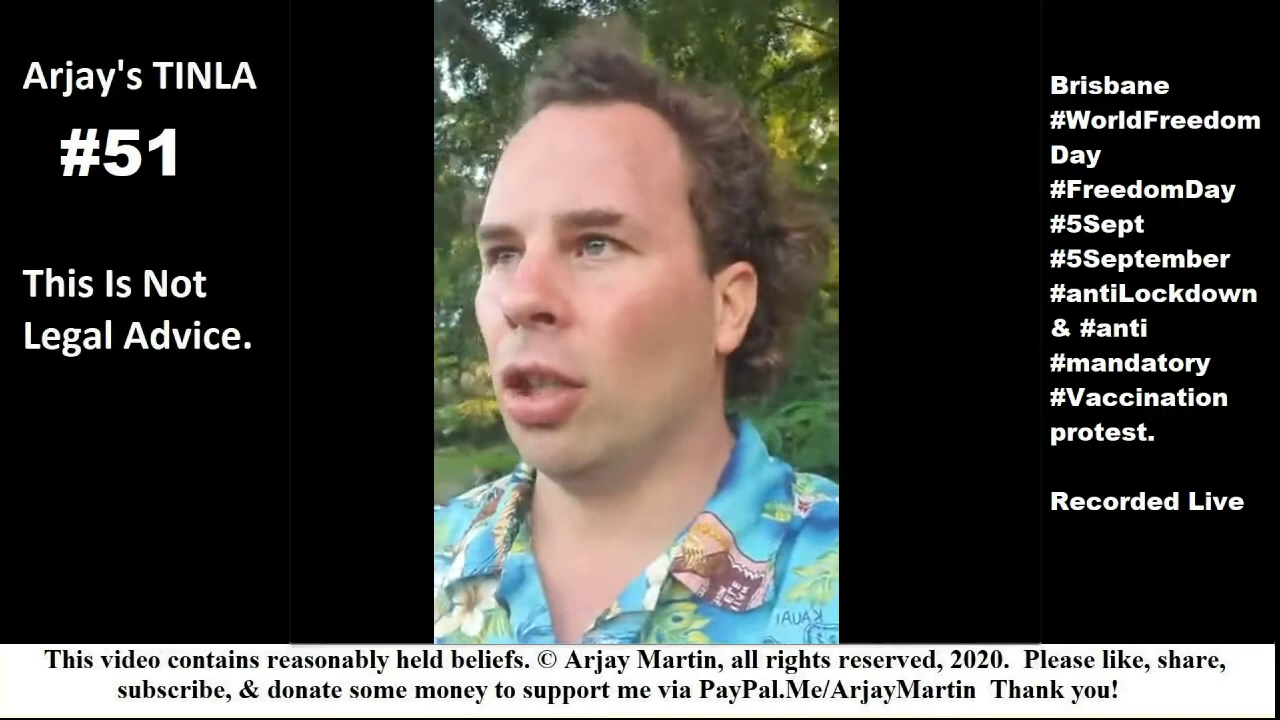 Arjay's TINLA
#51
This Is Not
Legal Advice.
Brisbane
#WorldFreedom
Day
#FreedomDay
#5Sept
#5September
#antiLockdown
& #anti
#mandatory
#Vaccination
protest.
Recorded Live
KAUAI
This video contains reasonably held beliefs. © Arjay Martin, all rights reserved, 2020. Please like, share,
subscribe, & donate some money to support me via PayPal.Me/ArjayMartin Thank you!